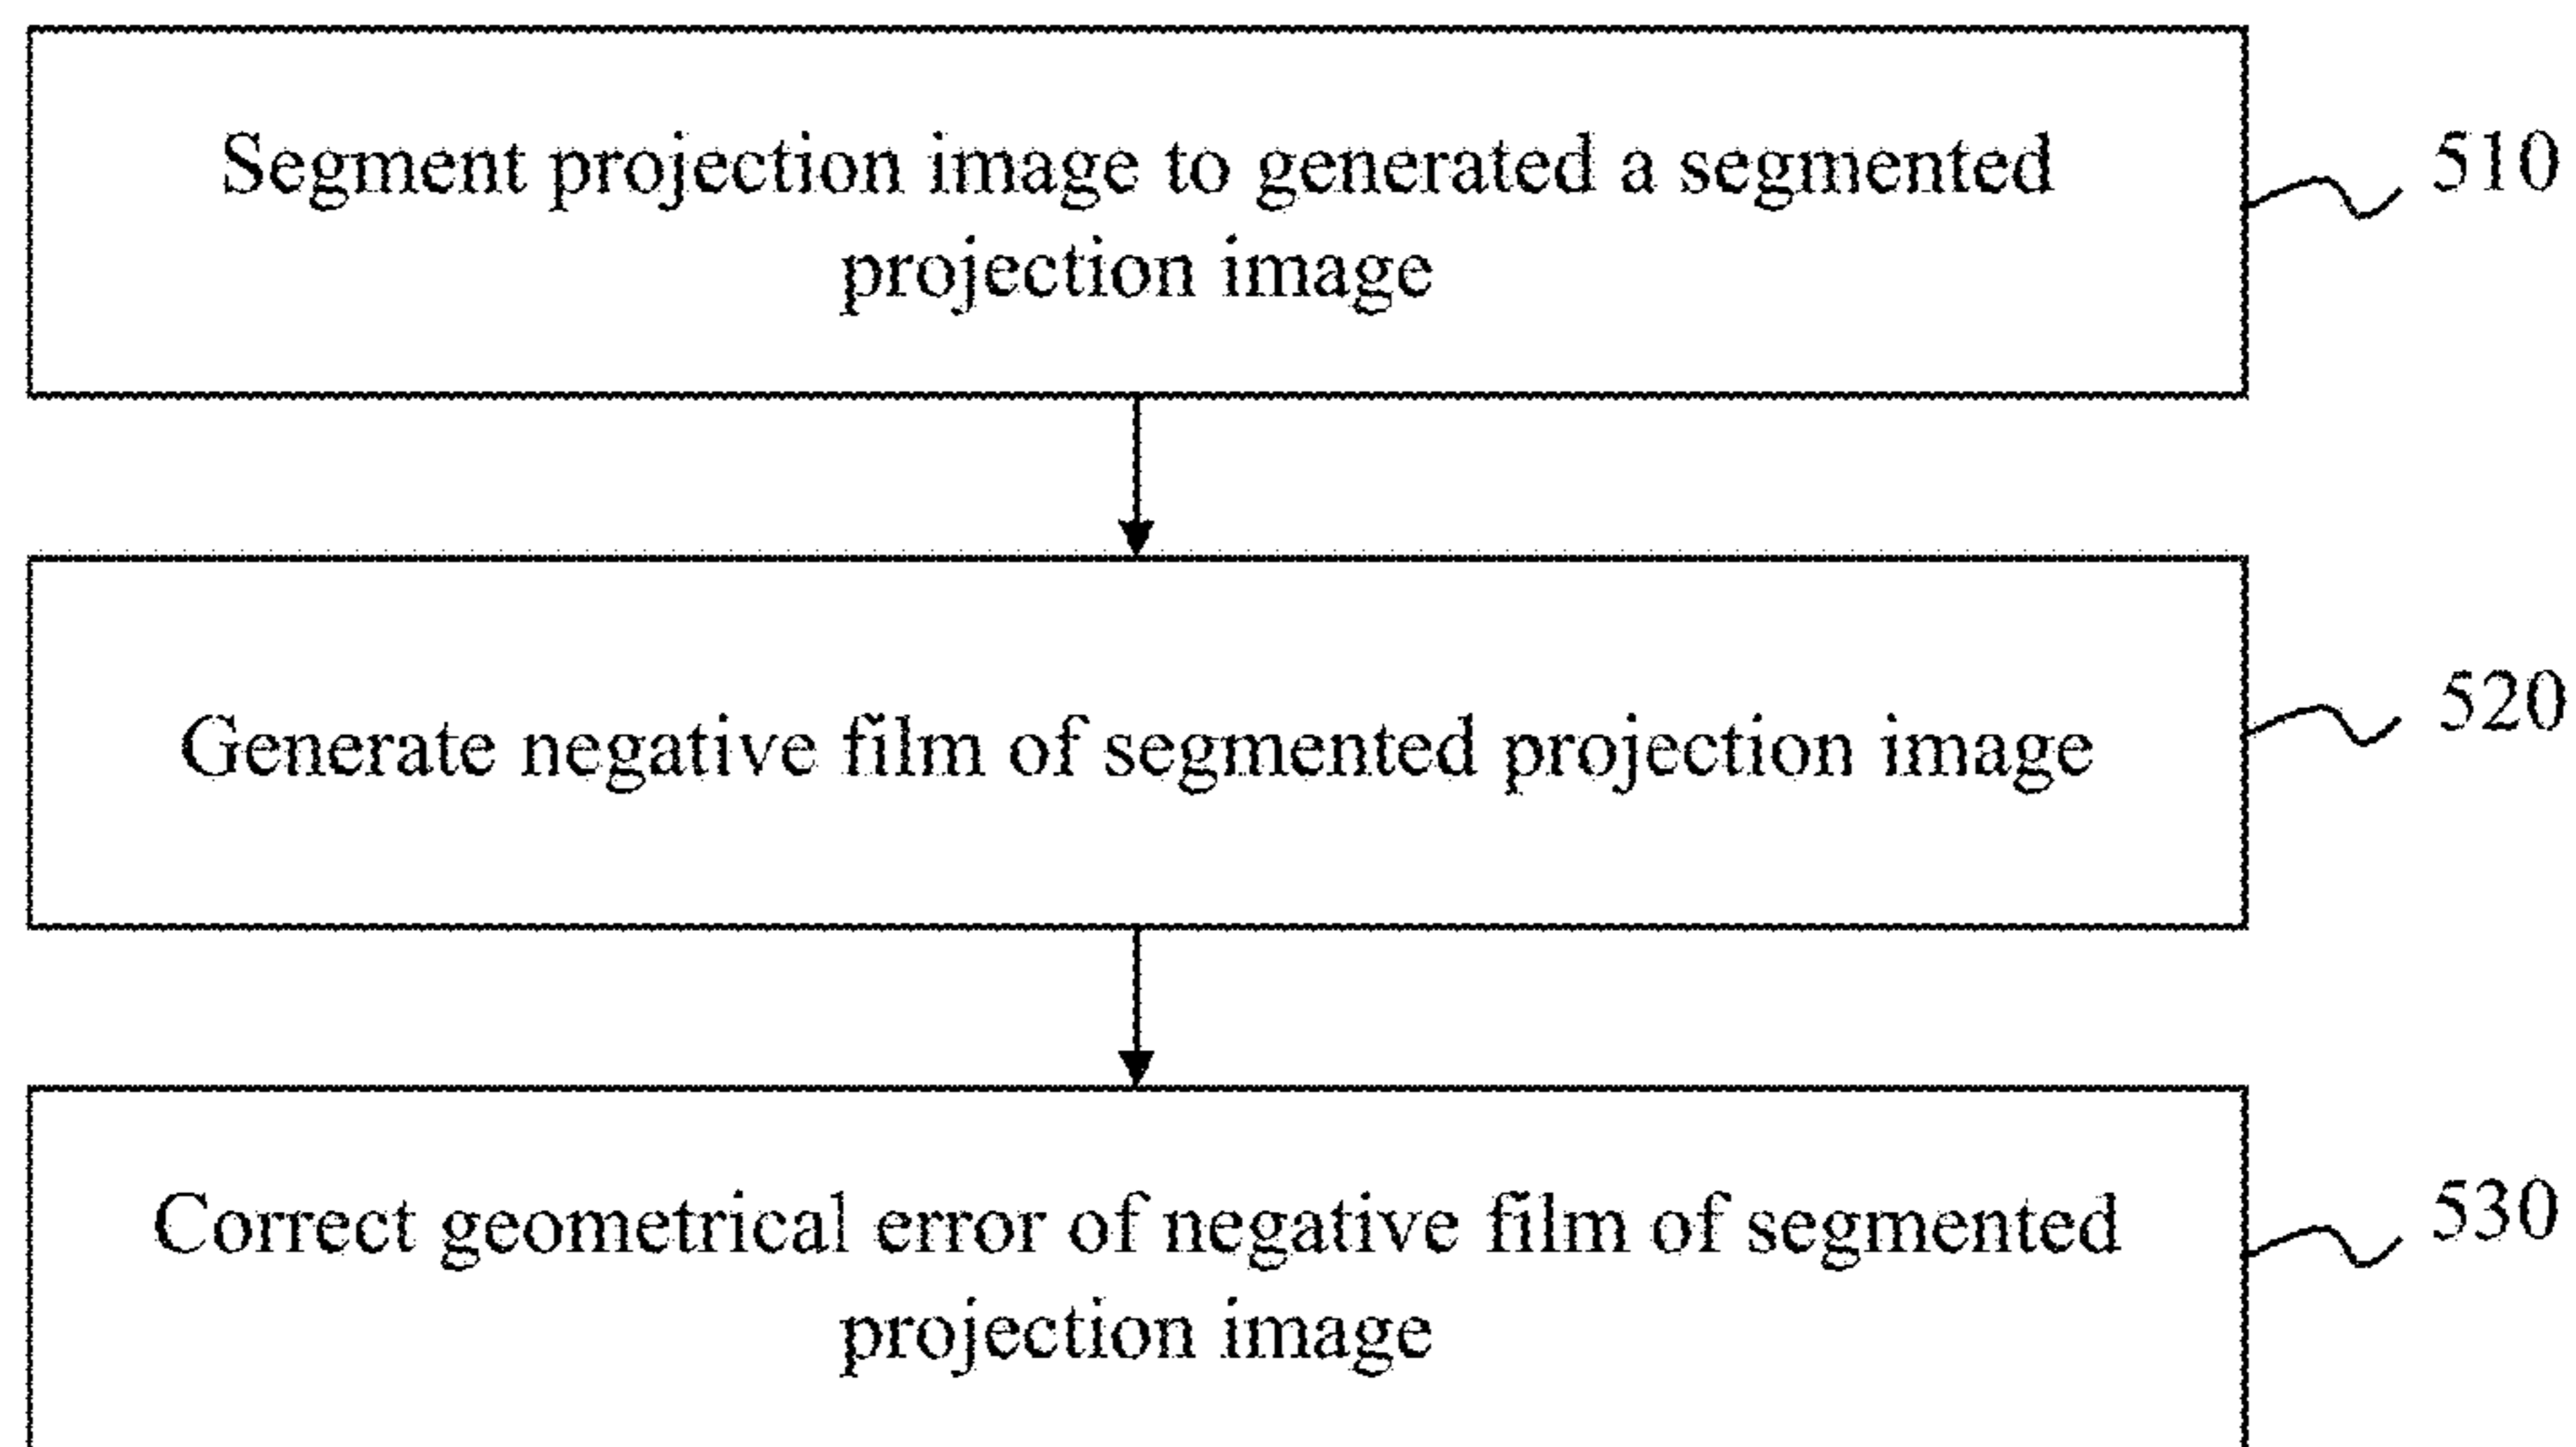 Segment projection image to generated a segmented
projection image
510
Generate negative film of segmented projection image
520
Correct geometrical error of negative film of segmented
projection image
530